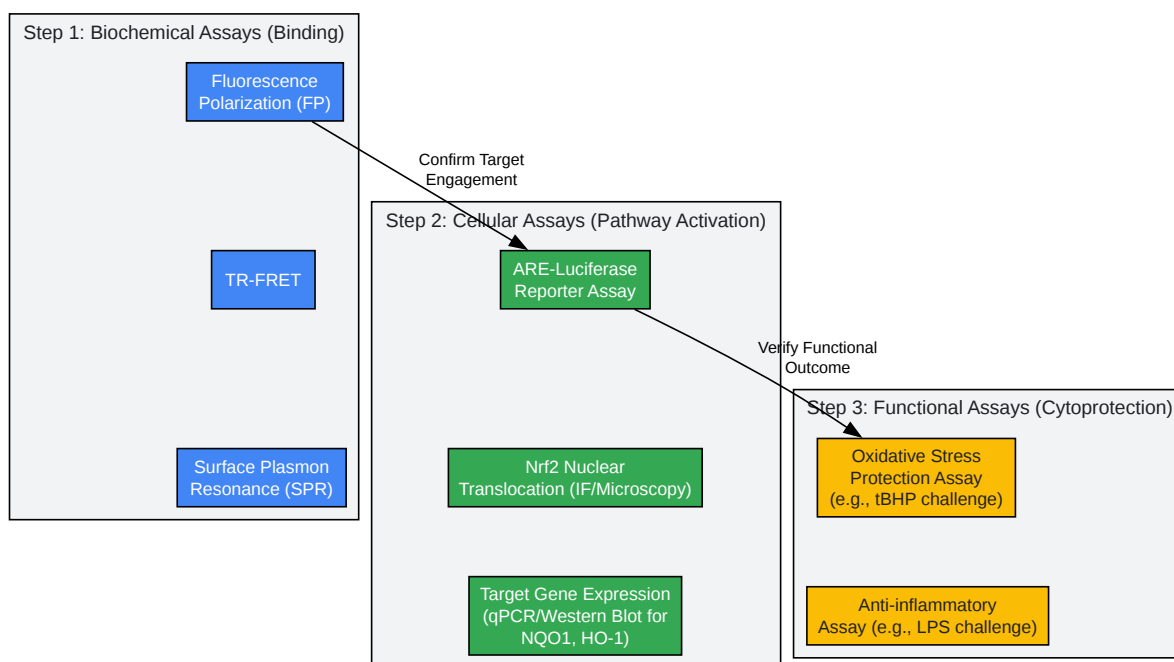 Step 1: Biochemical Assays (Binding)
Fluorescence
Polarization (FP)
TR-FRET
Surface Plasmon
Resonance (SPR)
Confirm Target
Engagement
Step 2: Cellular Assays (Pathway Activation)
ARE-Luciferase
Reporter Assay
Nrf2 Nuclear
Translocation (IF/Microscopy)
Target Gene Expression
(qPCR/Western Blot for
NQO1, HO-1)
Verify Functional
Outcome
Step 3: Functional Assays (Cytoprotection)
Oxidative Stress
Protection Assay
(e.g., tBHP challenge)
Anti-inflammatory
Assay (e.g., LPS challenge)